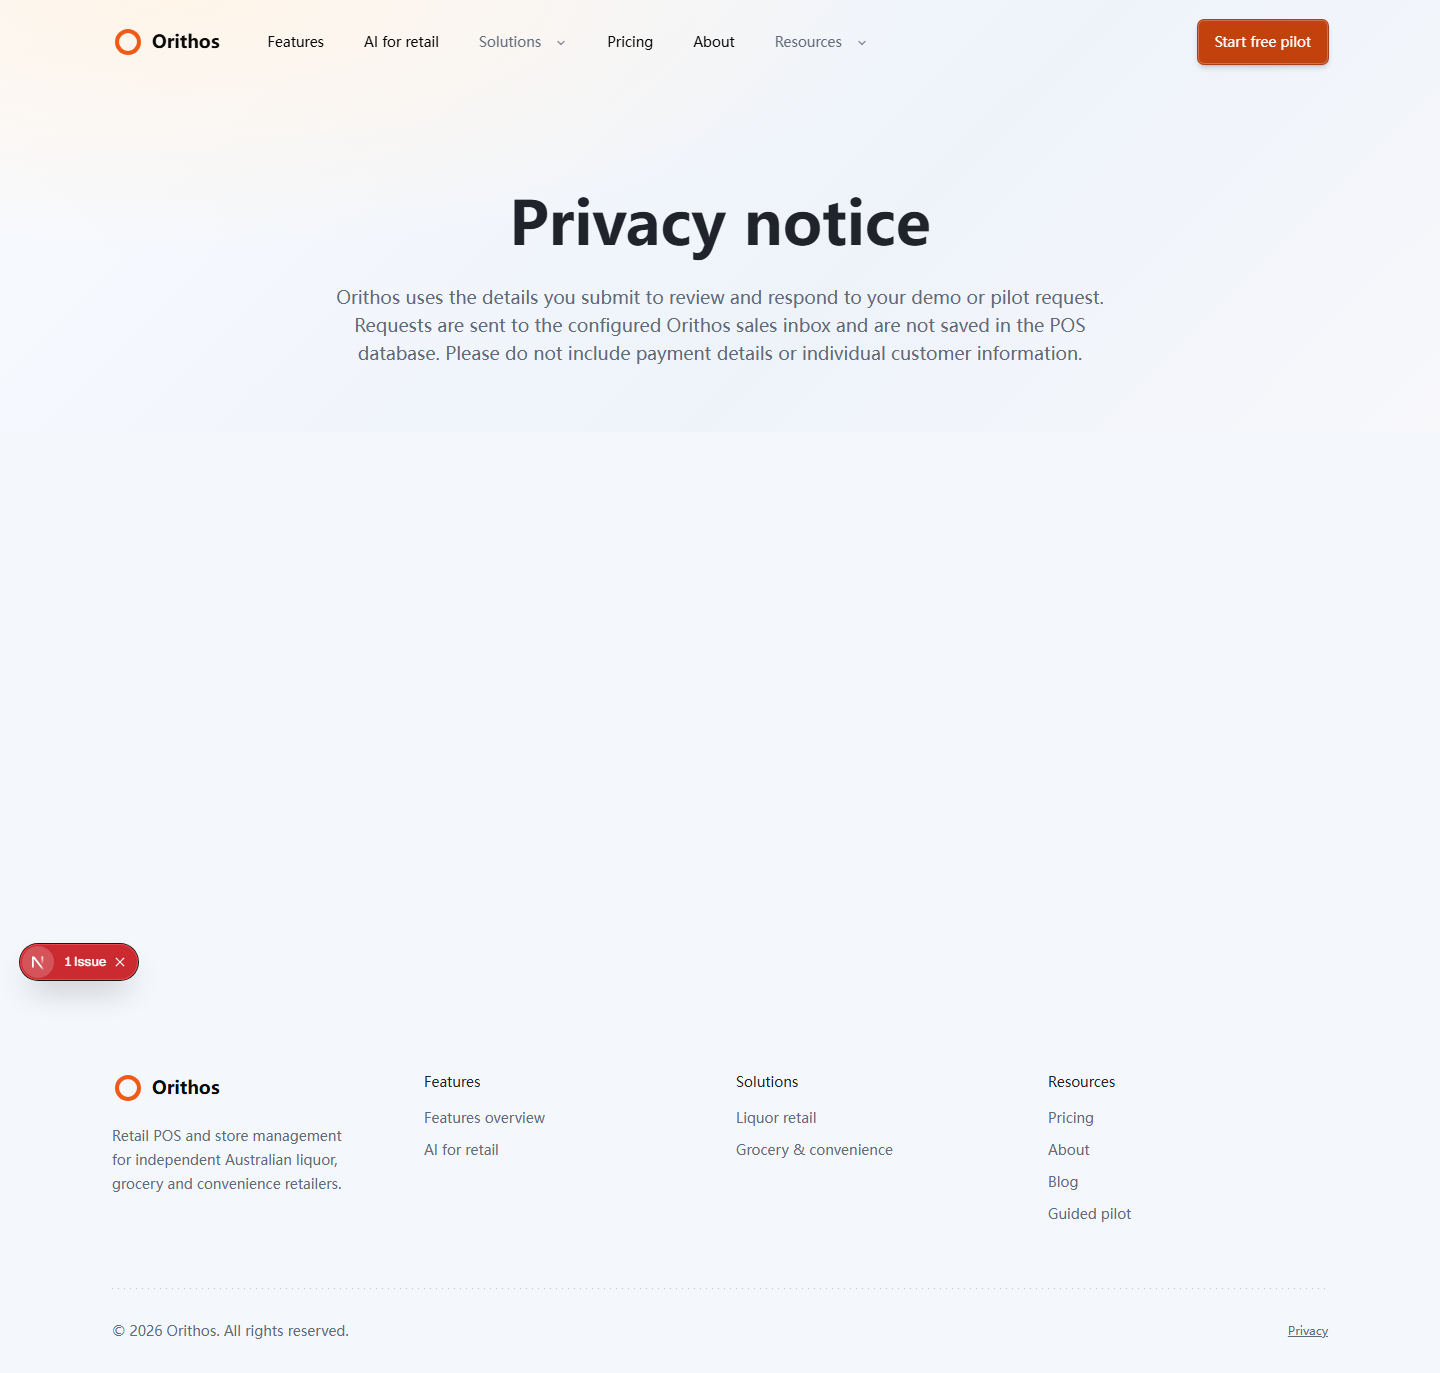 Orithos
Features
AI for retail
Solutions
Pricing
About
Resources
Start free pilot
Privacy notice
Orithos uses the details you submit to review and respond to your demo or pilot request.
Requests are sent to the configured Orithos sales inbox and are not saved in the POS
database. Please do not include payment details or individual customer information.
N
1 Issue
Orithos
Retail POS and store management
for independent Australian liquor,
grocery and convenience retailers.
Features
Features overview
AI for retail
Solutions
Liquor retail
Grocery & convenience
Resources
Pricing
About
Blog
Guided pilot
© 2026 Orithos. All rights reserved.
Privacy